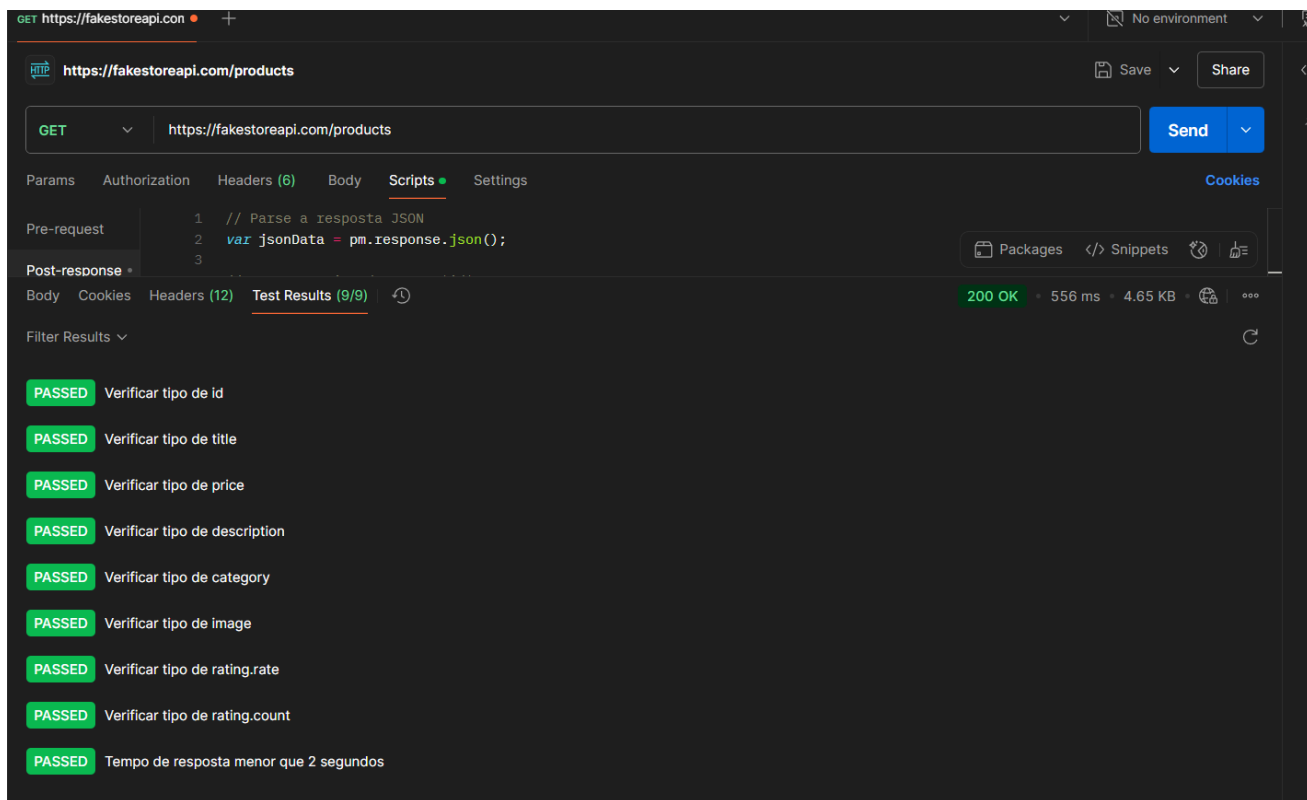 GET https://fakestoreapi.con
No environment
HTTP https://fakestoreapi.com/products
Save Share
GET https://fakestoreapi.com/products Send
Params Authorization Headers (6) Body Scripts Settings Cookies
Pre-request
1 // Parse a resposta JSON
2 var jsonData = pm.response.json();
3
Packages </> Snippets
Post-response
Body Cookies Headers (12) Test Results (9/9) 200 OK • 556 ms • 4.65 KB
Filter Results
PASSED Verificar tipo de id
PASSED Verificar tipo de title
PASSED Verificar tipo de price
PASSED Verificar tipo de description
PASSED Verificar tipo de category
PASSED Verificar tipo de image
PASSED Verificar tipo de rating.rate
PASSED Verificar tipo de rating.count
PASSED Tempo de resposta menor que 2 segundos